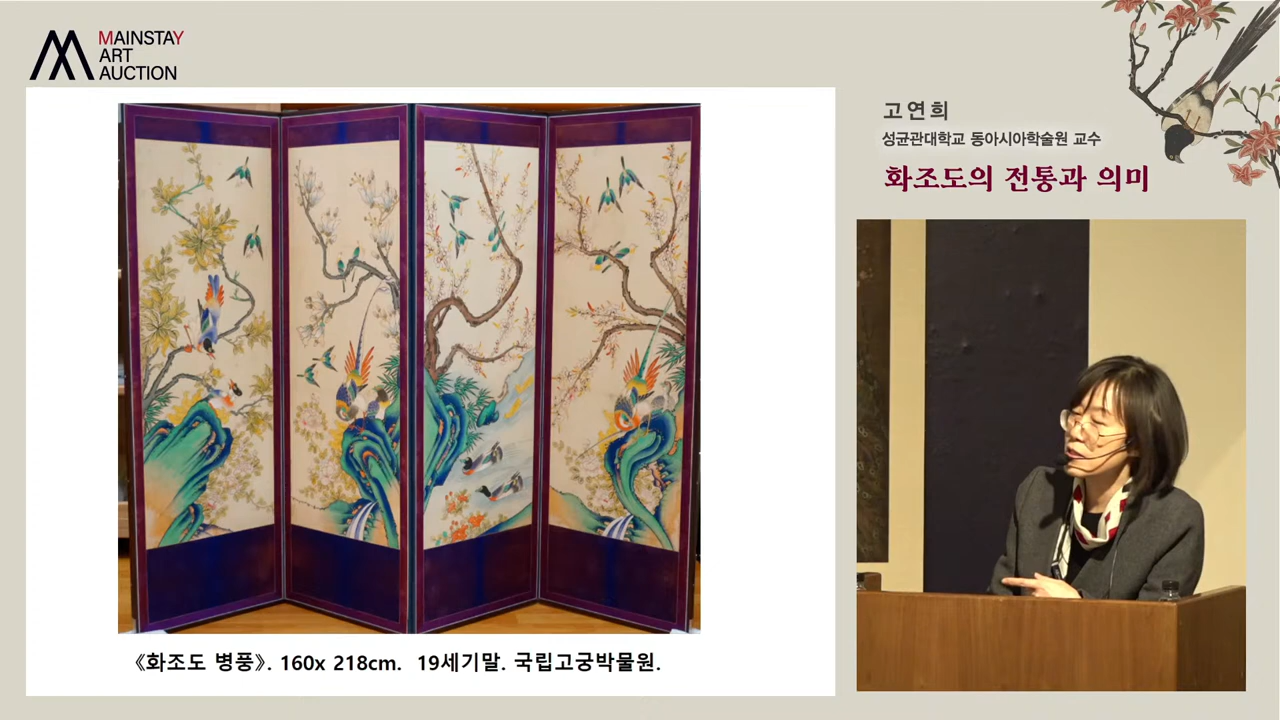 MAINSTAY
ART
AUCTION
고연희
성균관대학교 동아시아학술원 교수
화조도의 전통과 의미
《화조도 병풍》. 160x 218cm. 19세기말. 국립고궁박물원.